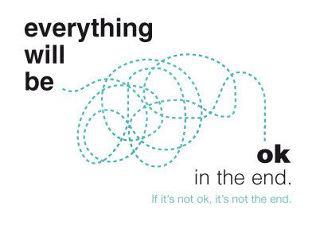 everything
will
be
ok
in the end.
If it's not ok, it's not the end.